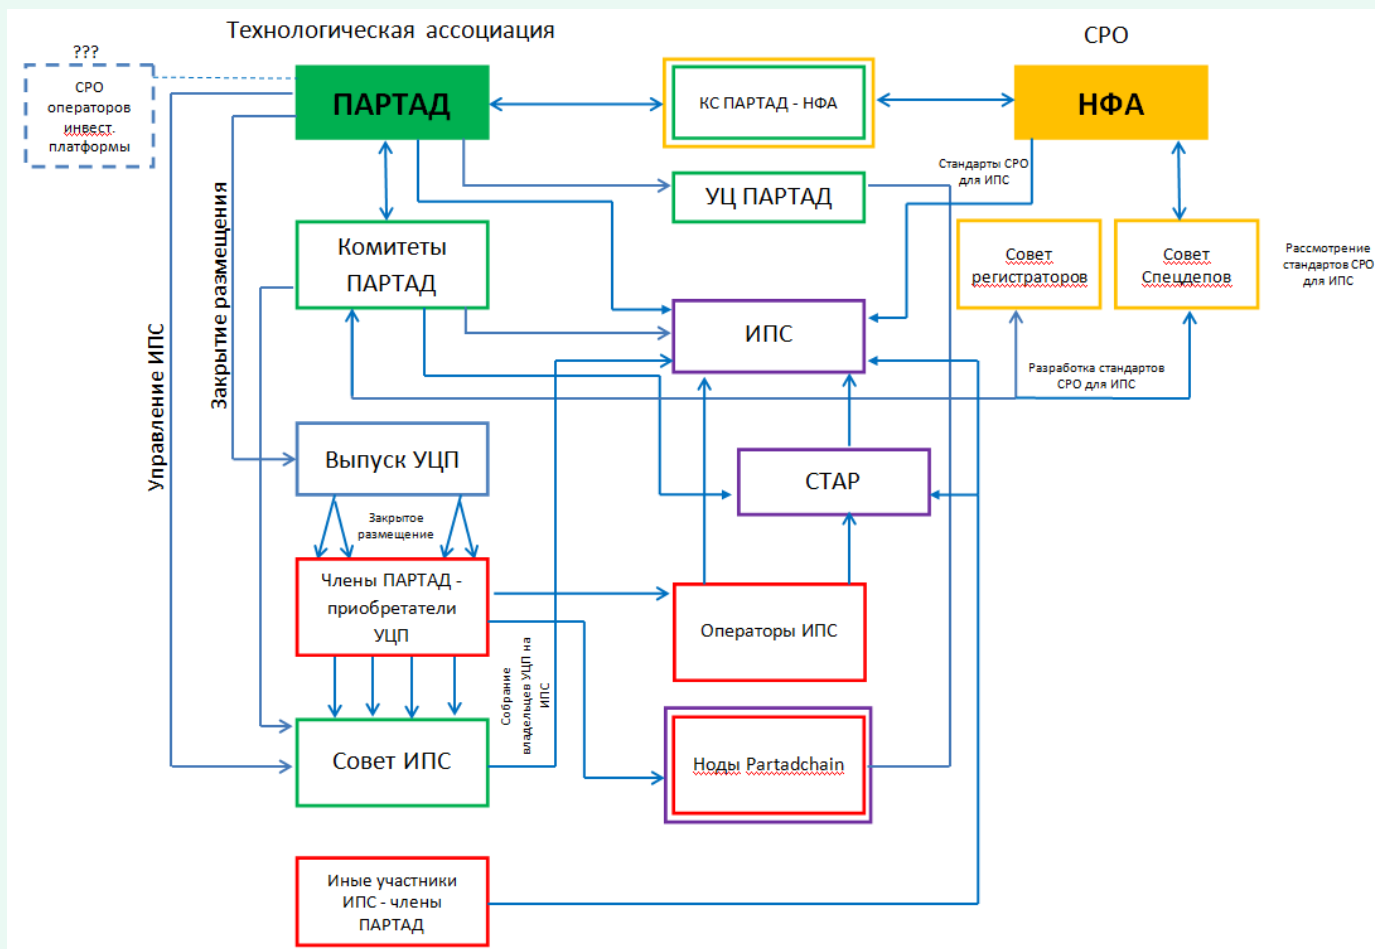 Технологическая ассоциация
СРО
???
СРО
операторов
инвест.
платформы
ПАРТАД
КС ПАРТАД - НФА
НФА
Стандарты СРО
для ИПС
УЦ ПАРТАД
Закрытие размещения
Управление ИПС
Комитеты
ПАРТАД
Совет
регистраторов
Совет
Спецдепов
Рассмотрение
стандартов СРО
для ИПС
ИПС
Разработка стандартов
СРО для ИПС
Выпуск УЦП
СТАР
Закрытое
размещение
Члены ПАРТАД -
приобретатели
УЦП
Операторы ИПС
Собрание
владельцев УЦП на
ИПС
Совет ИПС
Ноды Partadchain
Иные участники
ИПС - члены
ПАРТАД